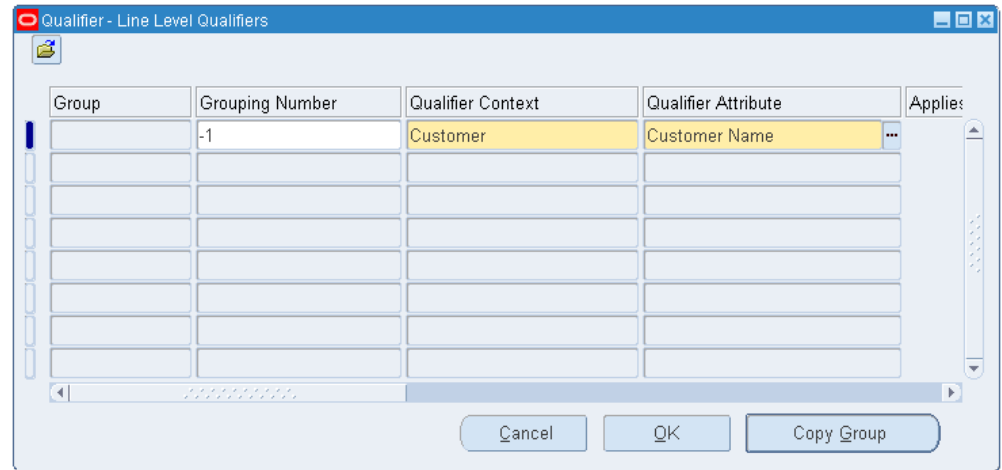 Qualifier - Line Level Qualifiers
Group Grouping Number Qualifier Context Qualifier Attribute Applies
-1 Customer Customer Name ...
Cancel OK Copy Group